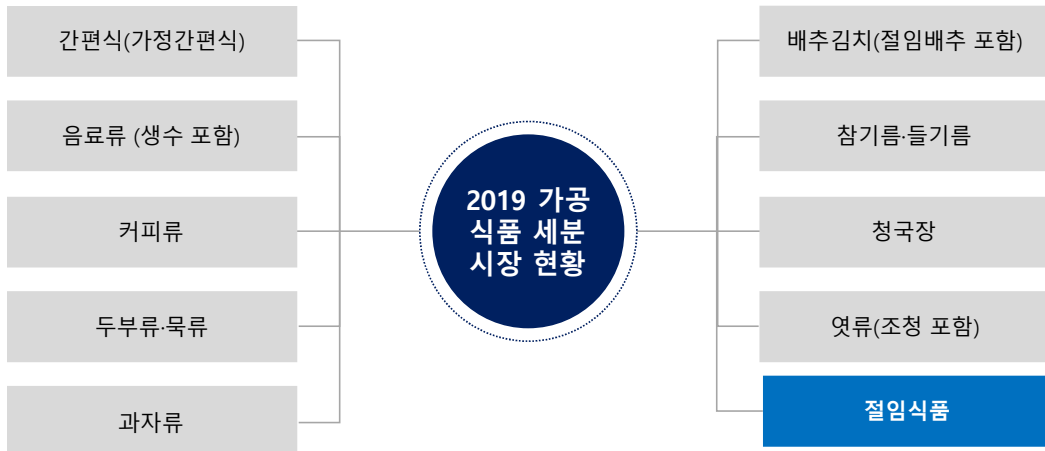 간편식(가정간편식)
음료류 (생수 포함)
커피류
두부류·묵류
과자류
2019 가공
식품 세분
시장 현황
배추김치(절임배추 포함)
참기름·들기름
청국장
엿류(조청 포함)
절임식품